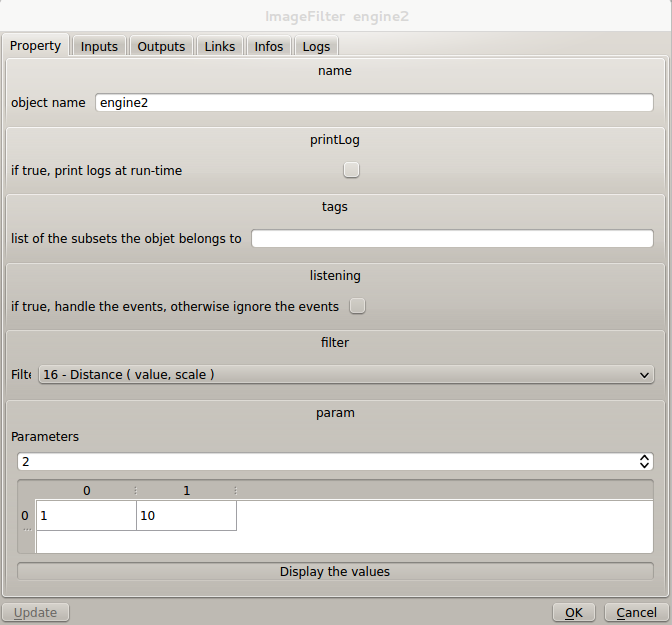 ImageFilter engine2
Property Inputs Outputs Links Infos Logs
name
object name engine2
printLog
if true, print logs at run-time
tags
list of the subsets the objet belongs to
listening
if true, handle the events, otherwise ignore the events
filter
Filte 16 - Distance ( value, scale )
param
Parameters
2
0 1
0 1 10
Display the values
Update OK Cancel